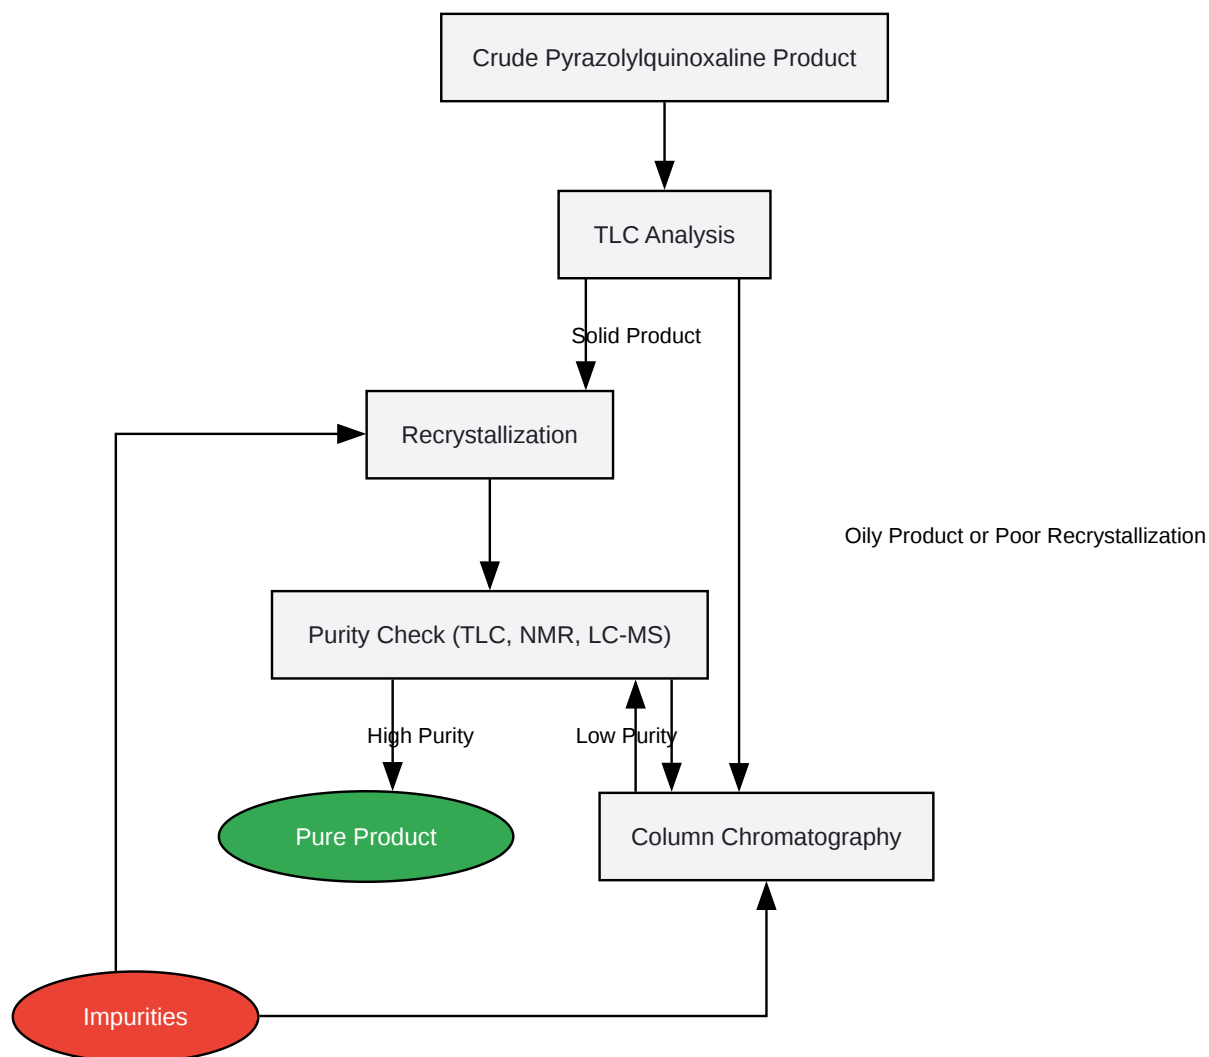 Crude Pyrazolylquinoxaline Product
TLC Analysis
Solid Product
Recrystallization
Oily Product or Poor Recrystallization
Purity Check (TLC, NMR, LC-MS)
High Purity
Low Purity
Pure Product
Column Chromatography
Impurities